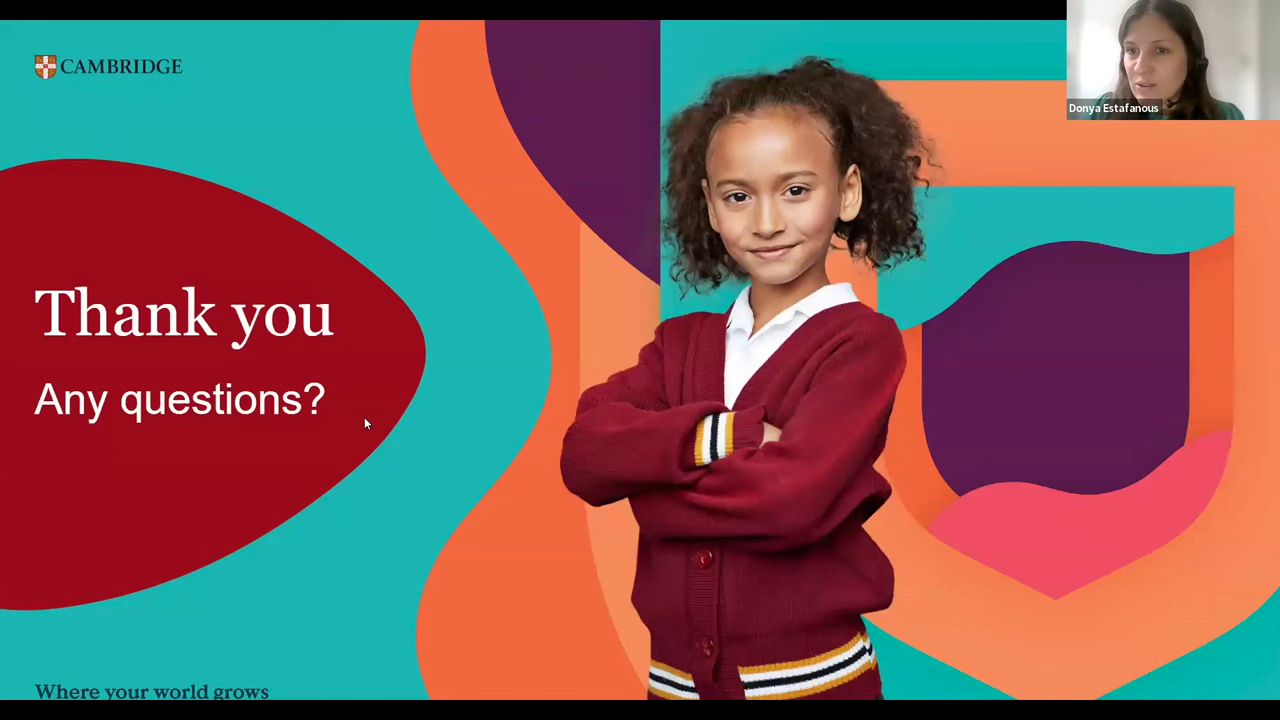 CAMBRIDGE
Donya Estafanous
Thank you
Any questions?
Where your world grows